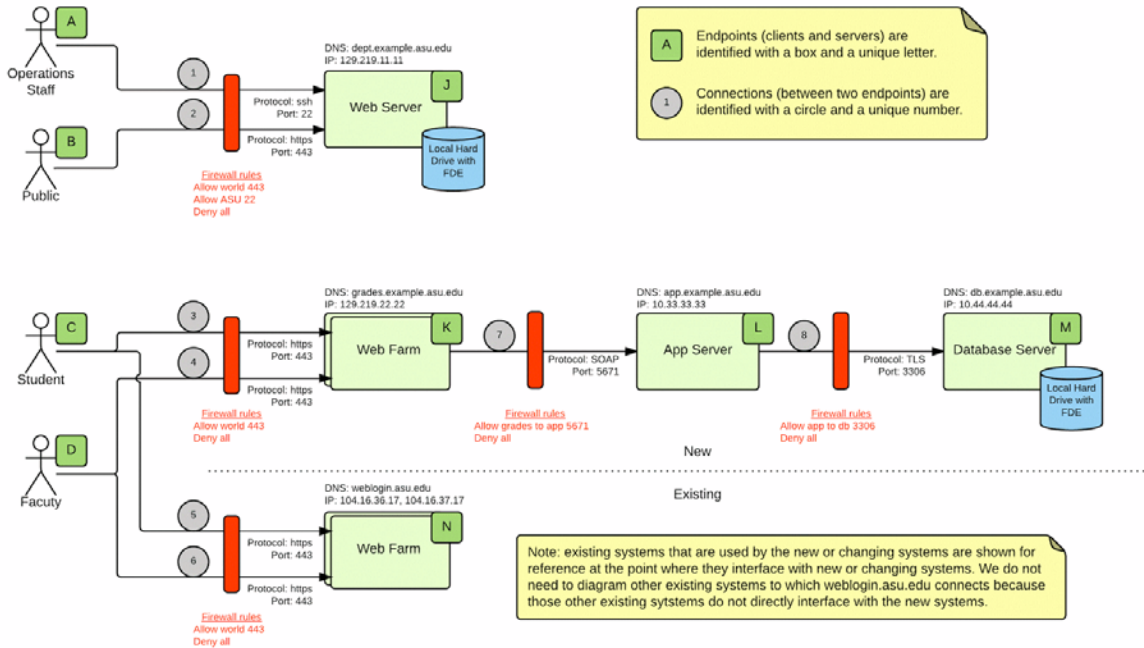 A
Operations
Staff
B
Public
1
2
Protocol: ssh
Port: 22
Protocol: https
Port: 443
Firewall rules
Allow world 443
Allow ASU 22
Deny all
DNS: dept.example.asu.edu
IP: 129.219.11.11
Web Server
J
Local Hard
Drive with
FDE
A
Endpoints (clients and servers) are
identified with a box and a unique letter.
1
Connections (between two endpoints) are
identified with a circle and a unique number.
C
Student
D
Facuty
3
4
Protocol: https
Port: 443
Protocol: https
Port: 443
Firewall rules
Allow world 443
Deny all
DNS: grades.example.asu.edu
IP: 129.219.22.22
Web Farm
K
7
Protocol: SOAP
Port: 5671
Firewall rules
Allow grades to app 5671
Deny all
DNS: app.example.asu.edu
IP: 10.33.33.33
App Server
L
8
Protocol: TLS
Port: 3306
Firewall rules
Allow app to db 3306
Deny all
DNS: db.example.asu.edu
IP: 10.44.44.44
Database Server
M
Local Hard
Drive with
FDE
New
Existing
5
6
Protocol: https
Port: 443
Protocol: https
Port: 443
Firewall rules
Allow world 443
Deny all
DNS: weblogin.asu.edu
IP: 104.16.36.17, 104.16.37.17
Web Farm
N
Note: existing systems that are used by the new or changing systems are shown for
reference at the point where they interface with new or changing systems. We do not
need to diagram other existing systems to which weblogin.asu.edu connects because
those other existing sytstems do not directly interface with the new systems.